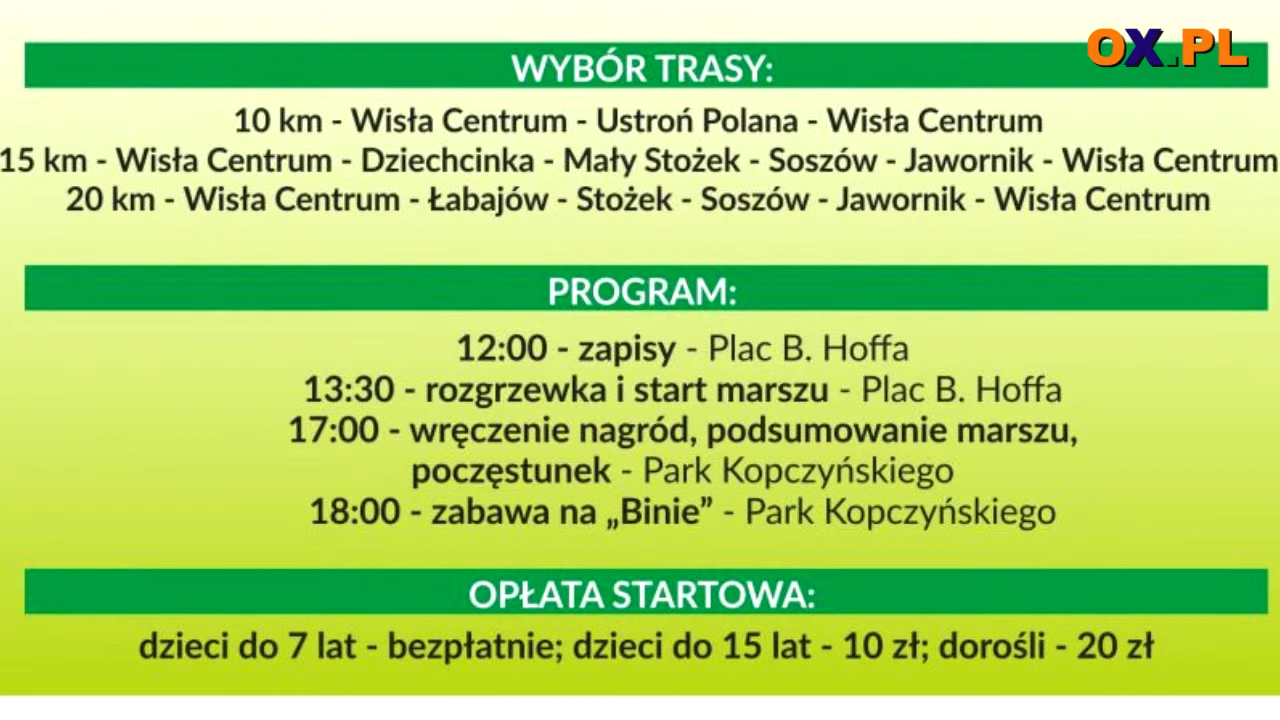 OX.PL
WYBÓR TRASY:
10 km - Wisła Centrum - Ustroń Polana - Wisła Centrum
15 km - Wisła Centrum - Dziechcinka - Mały Stożek - Soszów - Jawornik - Wisła Centrum
20 km - Wisła Centrum - Łabajów - Stożek - Soszów - Jawornik - Wisła Centrum
PROGRAM:
12:00 - zapisy - Plac B. Hoffa
13:30 - rozgrzewka i start marszu - Plac B. Hoffa
17:00 - wręczenie nagród, podsumowanie marszu,
poczęstunek - Park Kopczyńskiego
18:00 - zabawa na „Binie” - Park Kopczyńskiego
OPŁATA STARTOWA:
dzieci do 7 lat - bezpłatnie; dzieci do 15 lat - 10 zł; dorośli - 20 zł